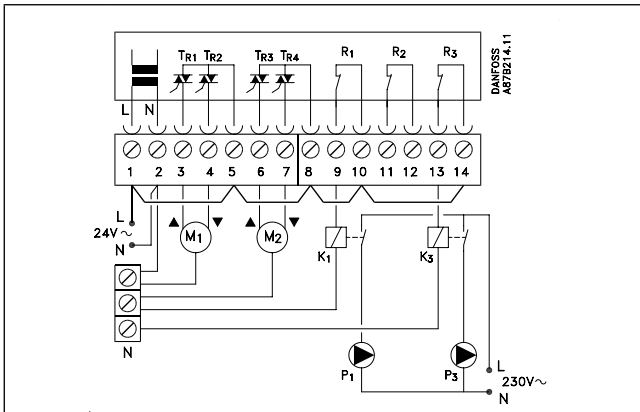 TR1 TR2 TR3 TR4 R1 R2 R3
DANFOSS
A87B214.11
L N
1 2 3 4 5 6 7 8 9 10 11 12 13 14
L
24V~
N
▲ M1 ▼ ▲ M2 ▼
K1 K3
N
P1 P3
L
230V~
N